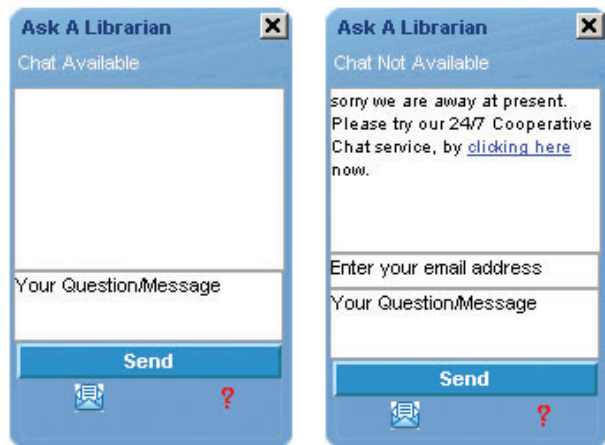 Ask A Librarian
Chat Available
Your Question/Message
Send
?
Ask A Librarian
Chat Not Available
sorry we are away at present.
Please try our 24/7 Cooperative
Chat service, by clicking here
now.
Enter your email address
Your Question/Message
Send
?